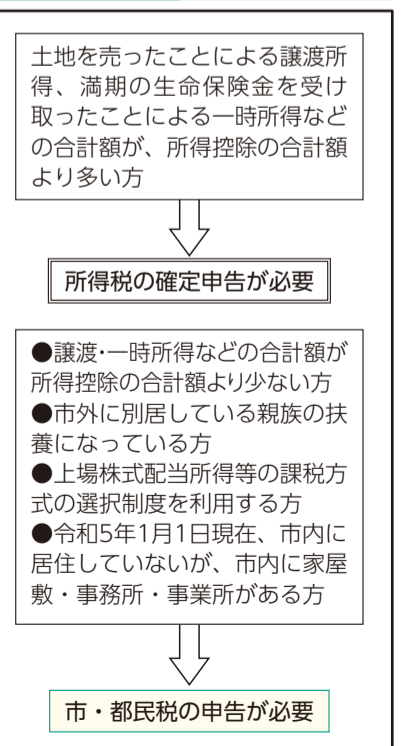 土地を売ったことによる譲渡所
得、満期の生命保険金を受け
取ったことによる一時所得など
の合計額が、所得控除の合計額
より多い方
所得税の確定申告が必要
●譲渡・一時所得などの合計額が
所得控除の合計額より少ない方
●市外に別居している親族の扶
養になっている方
●上場株式配当所得等の課税方
式の選択制度を利用する方
●令和5年1月1日現在、市内に
居住していないが、市内に家屋
敷・事務所・事業所がある方
市・都民税の申告が必要